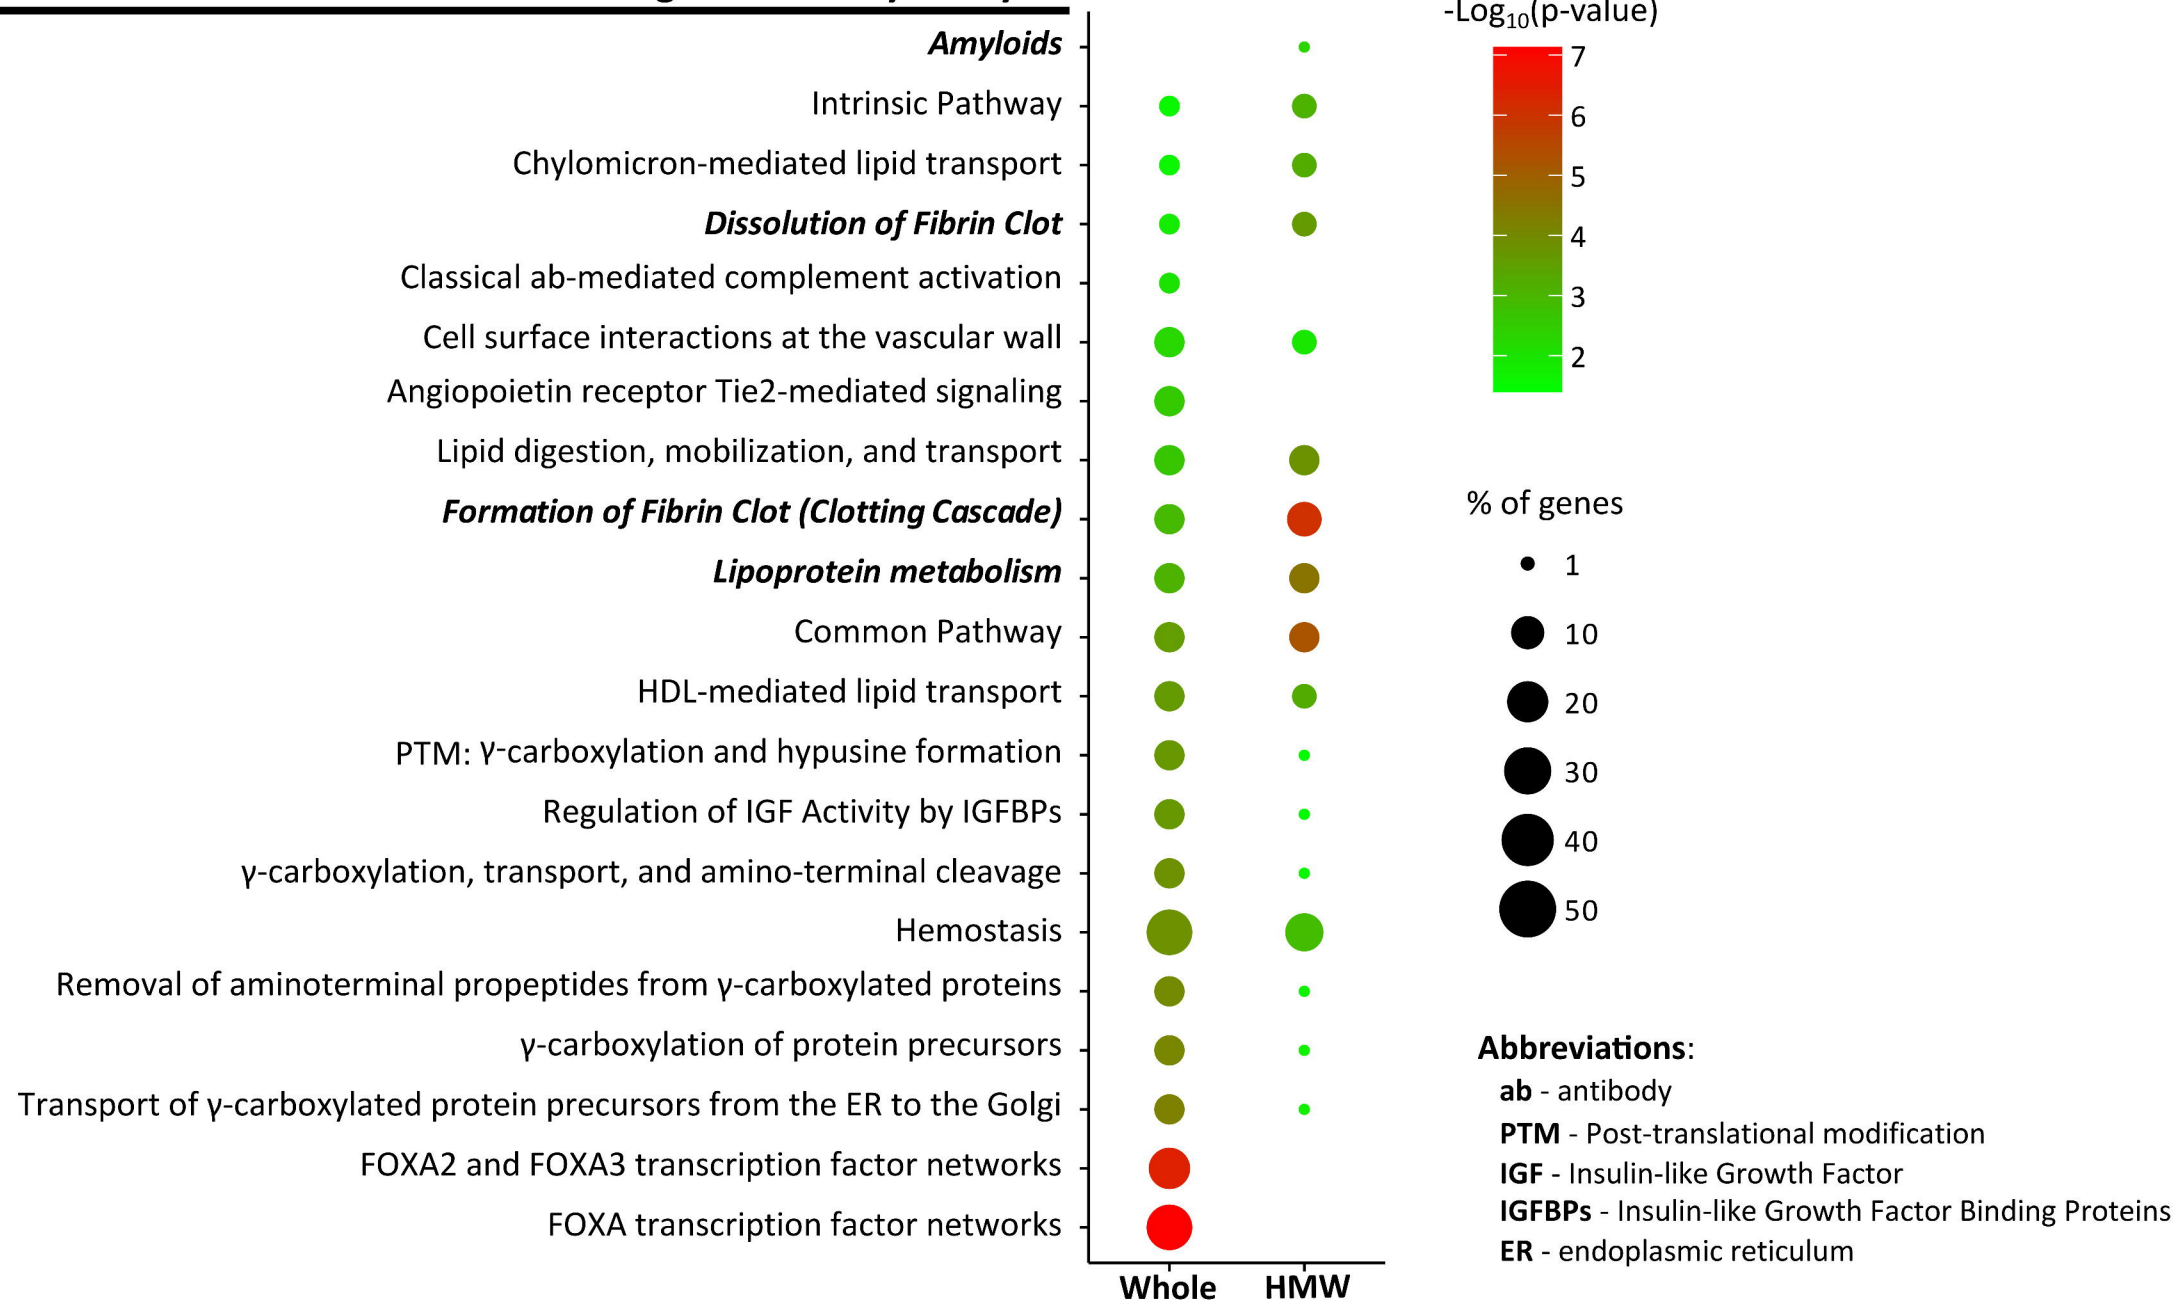 -Log10(p-value)
Amyloids
Intrinsic Pathway
Chylomicron-mediated lipid transport
Dissolution of Fibrin Clot
Classical ab-mediated complement activation
Cell surface interactions at the vascular wall
Angiopoietin receptor Tie2-mediated signaling
Lipid digestion, mobilization, and transport
Formation of Fibrin Clot (Clotting Cascade)
Lipoprotein metabolism
Common Pathway
HDL-mediated lipid transport
PTM: γ-carboxylation and hypusine formation
Regulation of IGF Activity by IGFBPs
γ-carboxylation, transport, and amino-terminal cleavage
Hemostasis
Removal of aminoterminal propeptides from γ-carboxylated proteins
γ-carboxylation of protein precursors
Transport of γ-carboxylated protein precursors from the ER to the Golgi
FOXA2 and FOXA3 transcription factor networks
FOXA transcription factor networks
Whole HMW
7
6
5
4
3
2
% of genes
1
10
20
30
40
50
Abbreviations:
ab - antibody
PTM - Post-translational modification
IGF - Insulin-like Growth Factor
IGFBPs - Insulin-like Growth Factor Binding Proteins
ER - endoplasmic reticulum